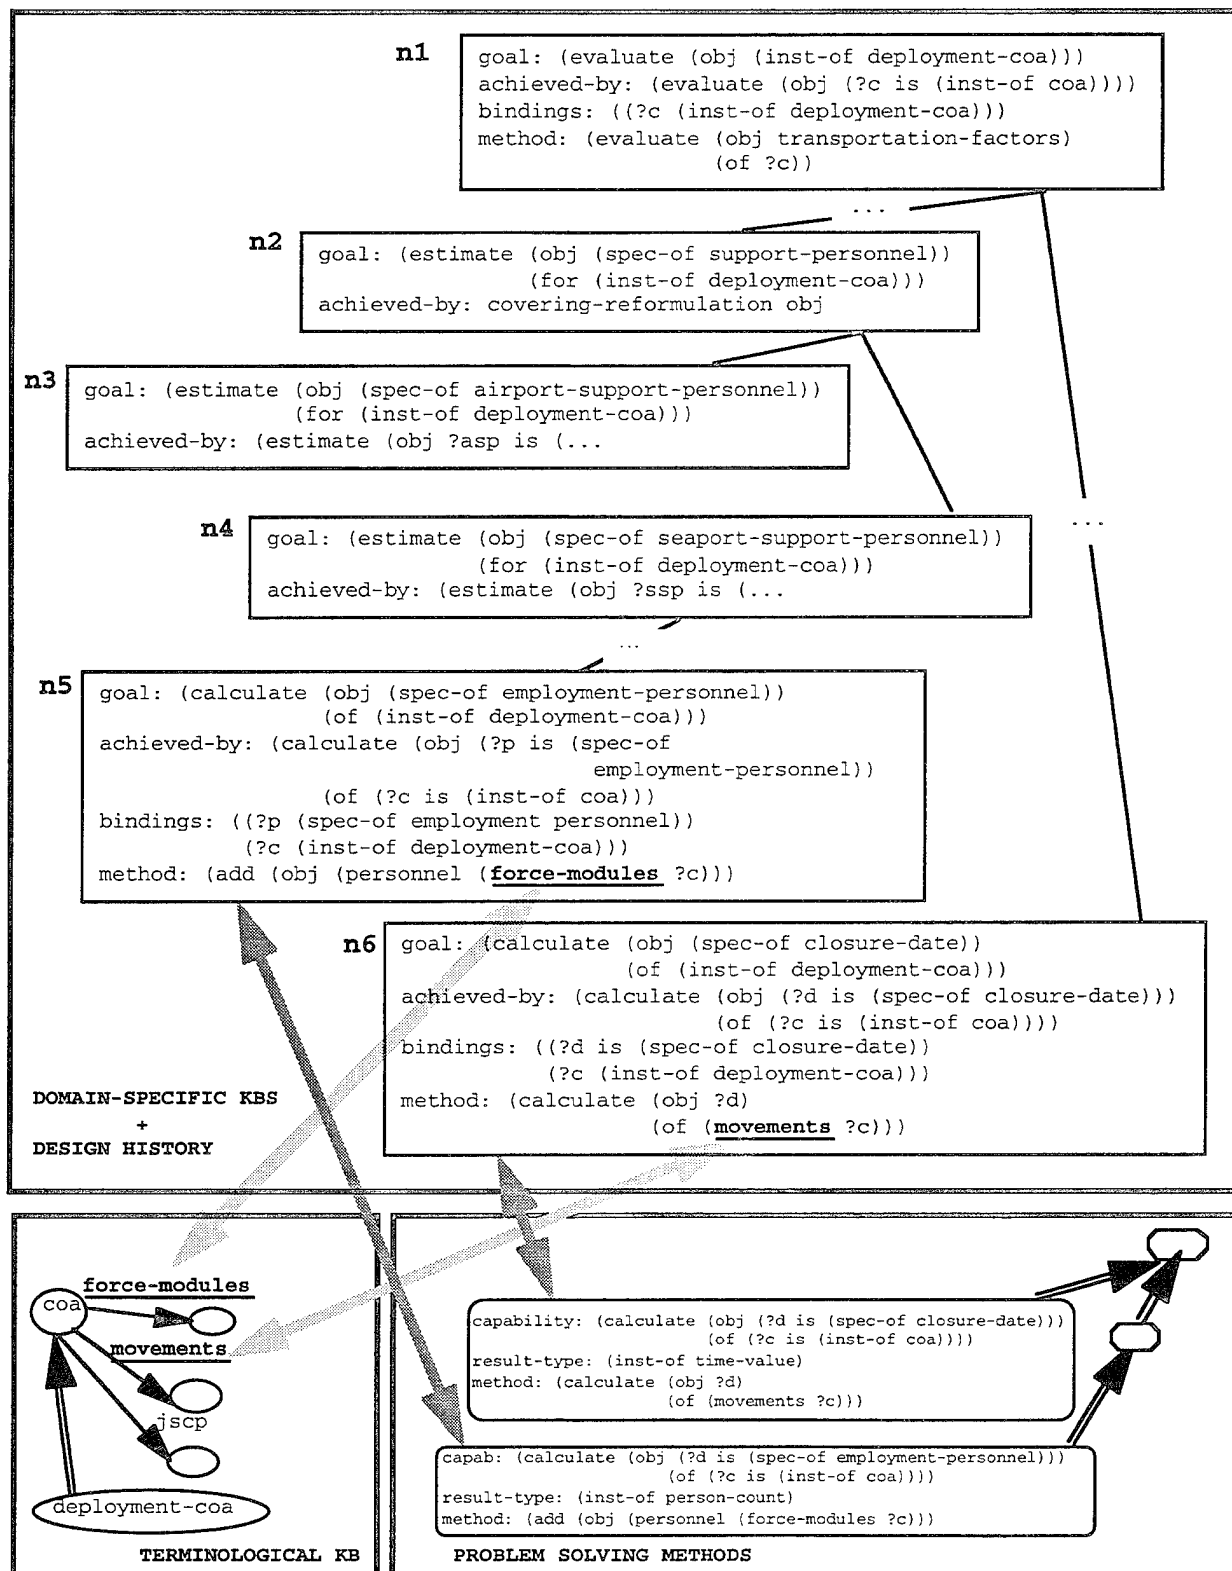 n1
goal: (evaluate (obj (inst-of deployment-coa)))
achieved-by: (evaluate (obj (?c is (inst-of coa))))
bindings: ((?c (inst-of deployment-coa)))
method: (evaluate (obj transportation-factors)
(of ?c))
...
n2
goal: (estimate (obj (spec-of support-personnel))
(for (inst-of deployment-coa)))
achieved-by: covering-reformulation obj
n3
goal: (estimate (obj (spec-of airport-support-personnel))
(for (inst-of deployment-coa)))
achieved-by: (estimate (obj ?asp is (...
...
n4
goal: (estimate (obj (spec-of seaport-support-personnel))
(for (inst-of deployment-coa)))
achieved-by: (estimate (obj ?ssp is (...
...
n5
goal: (calculate (obj (spec-of employment-personnel))
(of (inst-of deployment-coa)))
achieved-by: (calculate (obj (?p is (spec-of
employment-personnel))
(of (?c is (inst-of coa)))
bindings: ((?p (spec-of employment personnel))
(?c (inst-of deployment-coa)))
method: (add (obj (personnel (force-modules ?c)))
n6
goal: (calculate (obj (spec-of closure-date))
(of (inst-of deployment-coa)))
achieved-by: (calculate (obj (?d is (spec-of closure-date)))
(of (?c is (inst-of coa))))
bindings: ((?d is (spec-of closure-date))
(?c (inst-of deployment-coa)))
method: (calculate (obj ?d)
(of (movements ?c)))
DOMAIN-SPECIFIC KBS
+
DESIGN HISTORY
force-modules
coa
movements
jscp
deployment-coa
TERMINOLOGICAL KB
capability: (calculate (obj (?d is (spec-of closure-date)))
(of (?c is (inst-of coa))))
result-type: (inst-of time-value)
method: (calculate (obj ?d)
(of (movements ?c)))
capab: (calculate (obj (?d is (spec-of employment-personnel)))
(of (?c is (inst-of coa))))
result-type: (inst-of person-count)
method: (add (obj (personnel (force-modules ?c)))
PROBLEM SOLVING METHODS